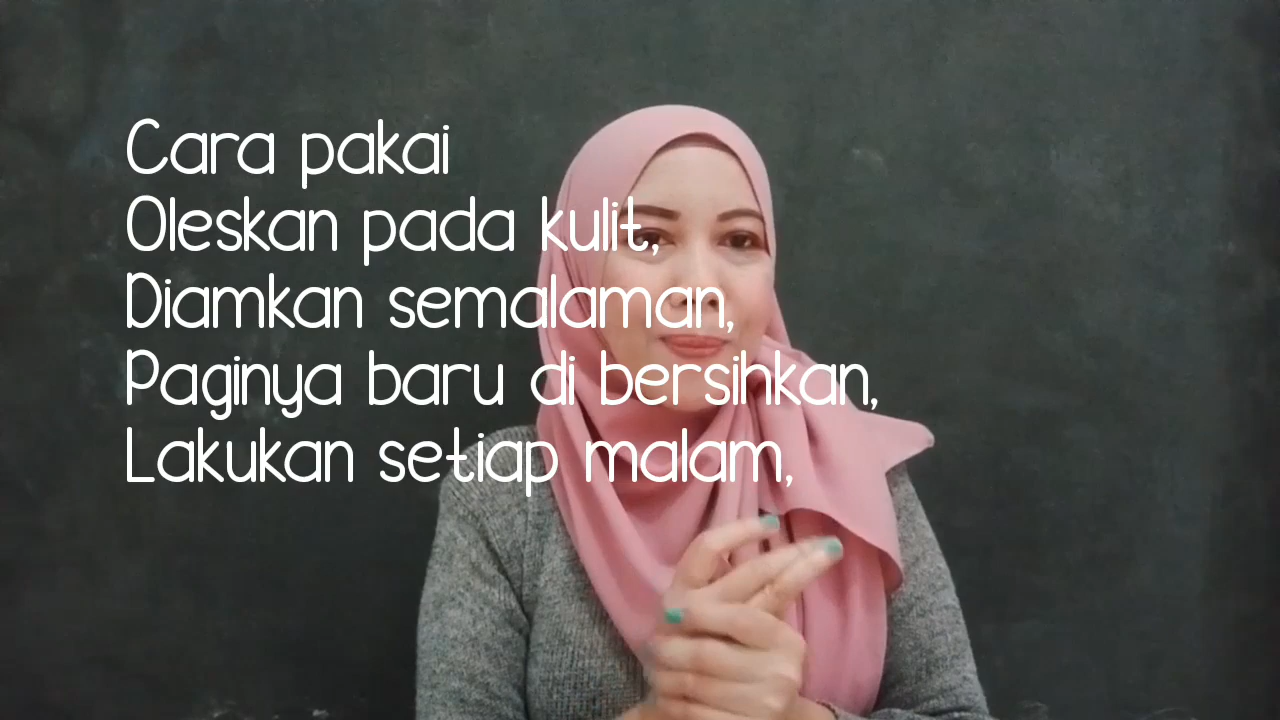 Cara pakai
Oleskan pada kulit,
Diamkan semalaman,
Paginya baru di bersihkan,
Lakukan setiap malam,